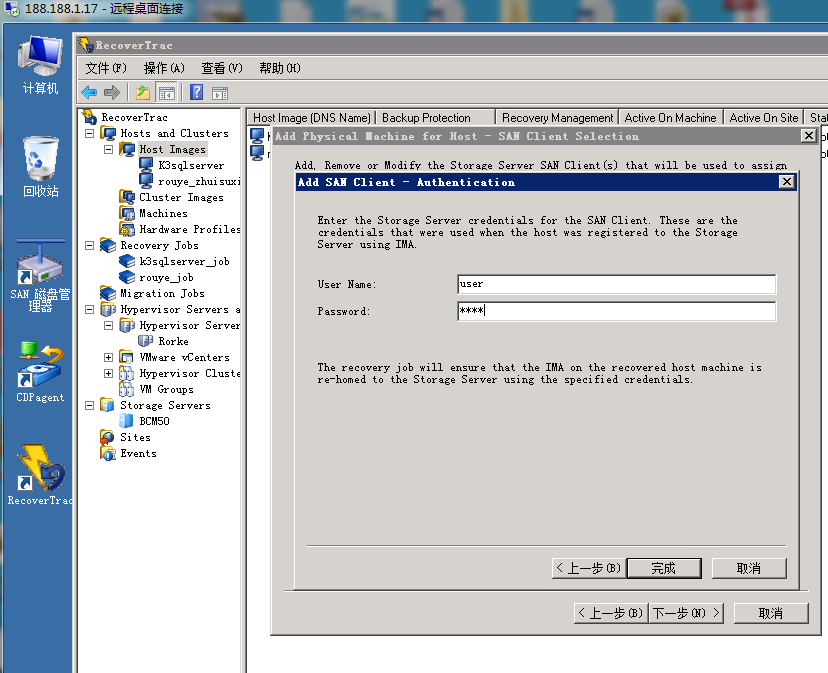 188.188.1.17 - 远程桌面连接
计算机
回收站
SAN 磁盘管
理器
CDPagent
RecoverTrac
RecoverTrac
文件(F) 操作(A) 查看(V) 帮助(H)
RecoverTrac
Hosts and Clusters
Host Images
K3sqlserver
rouye_zhuisuxi
Cluster Images
Machines
Hardware Profiles
Recovery Jobs
k3sqlserver_job
rouye_job
Migration Jobs
Hypervisor Servers a
Hypervisor Server
Rorke
VMware vCenters
Hypervisor Cluste
VM Groups
Storage Servers
BCM50
Sites
Events
Host Image (DNS Name) Backup Protection Recovery Management Active On Machine Active On Site Sta
Add Physical Machine for Host - SAN Client Selection
Add, Remove or Modify the Storage Server SAN Client(s) that will be used to assign
Add SAN Client - Authentication
Enter the Storage Server credentials for the SAN Client. These are the
credentials that were used when the host was registered to the Storage
Server using IMA.
User Name: user
Password: ****
The recovery job will ensure that the IMA on the recovered host machine is
re-homed to the Storage Server using the specified credentials.
< 上一步(B) 完成 取消
< 上一步(B) 下一步(N) > 取消